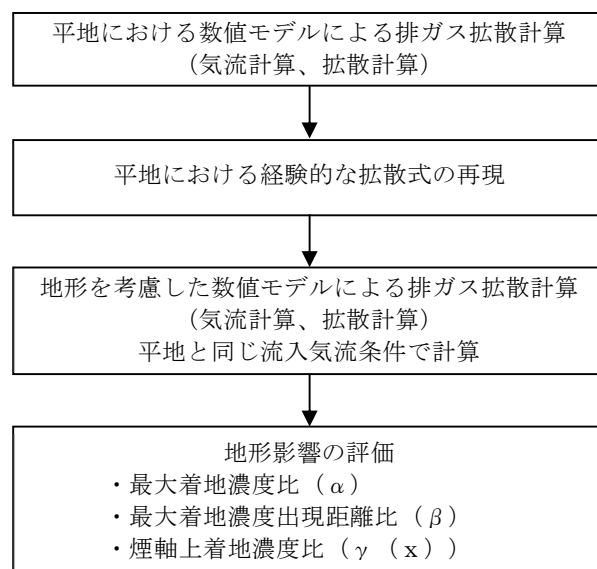 平地における数値モデルによる排ガス拡散計算
（気流計算、拡散計算）
平地における経験的な拡散式の再現
地形を考慮した数値モデルによる排ガス拡散計算
（気流計算、拡散計算）
平地と同じ流入気流条件で計算
地形影響の評価
・最大着地濃度比（α）
・最大着地濃度出現距離比（β）
・煙軸上着地濃度比（γ（x））